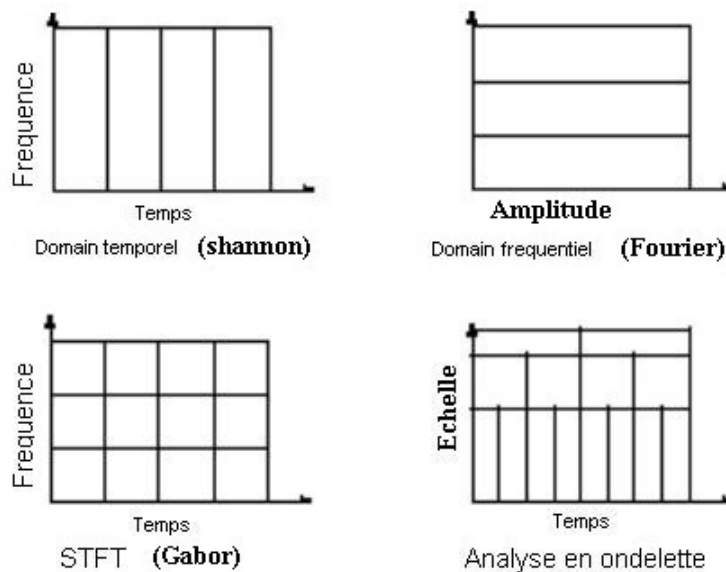 Frequence
Temps
Domain temporel (shannon)
Amplitude
Domain frequentiel (Fourier)
Frequence
Temps
STFT (Gabor)
Echelle
Temps
Analyse en ondelette